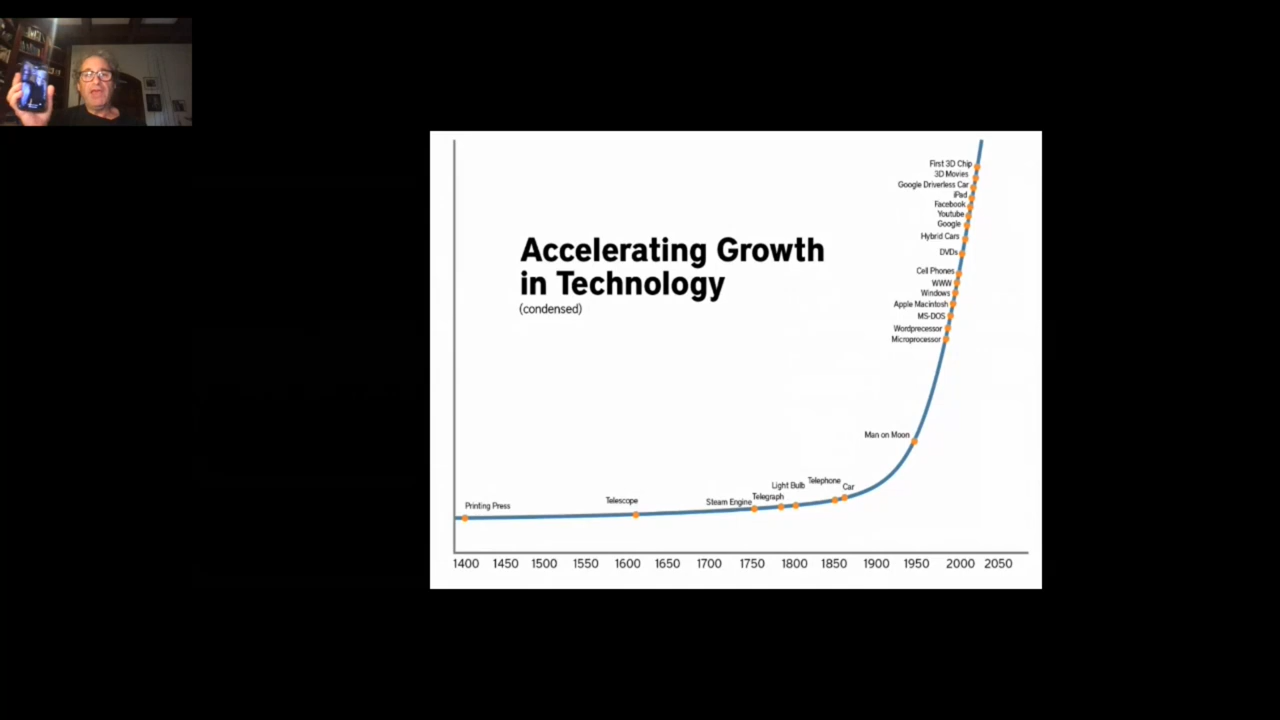 Accelerating Growth
in Technology
(condensed)
First 3D Chip
3D Movies
Google Driverless Car
iPad
Facebook
Youtube
Google
Hybrid Cars
DVDs
Cell Phones
WWW
Windows
Apple Macintosh
MS-DOS
Wordprecessor
Microprocessor
Man on Moon
Telephone
Light Bulb
Car
Telegraph
Steam Engine
Telescope
Printing Press
1400 1450 1500 1550 1600 1650 1700 1750 1800 1850 1900 1950 2000 2050